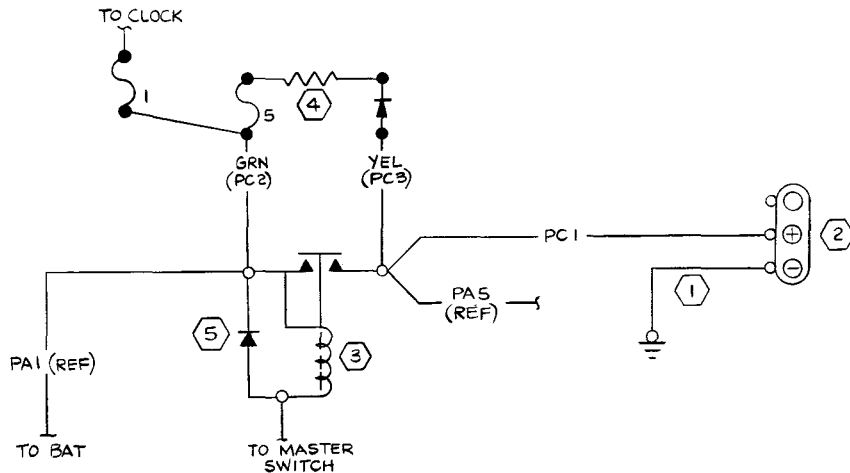 TO CLOCK
1
5
4
GRN
(PC2)
YEL
(PC3)
PC1
+
2
-
PA5
(REF)
1
5
3
PA1 (REF)
TO BAT
TO MASTER
SWITCH